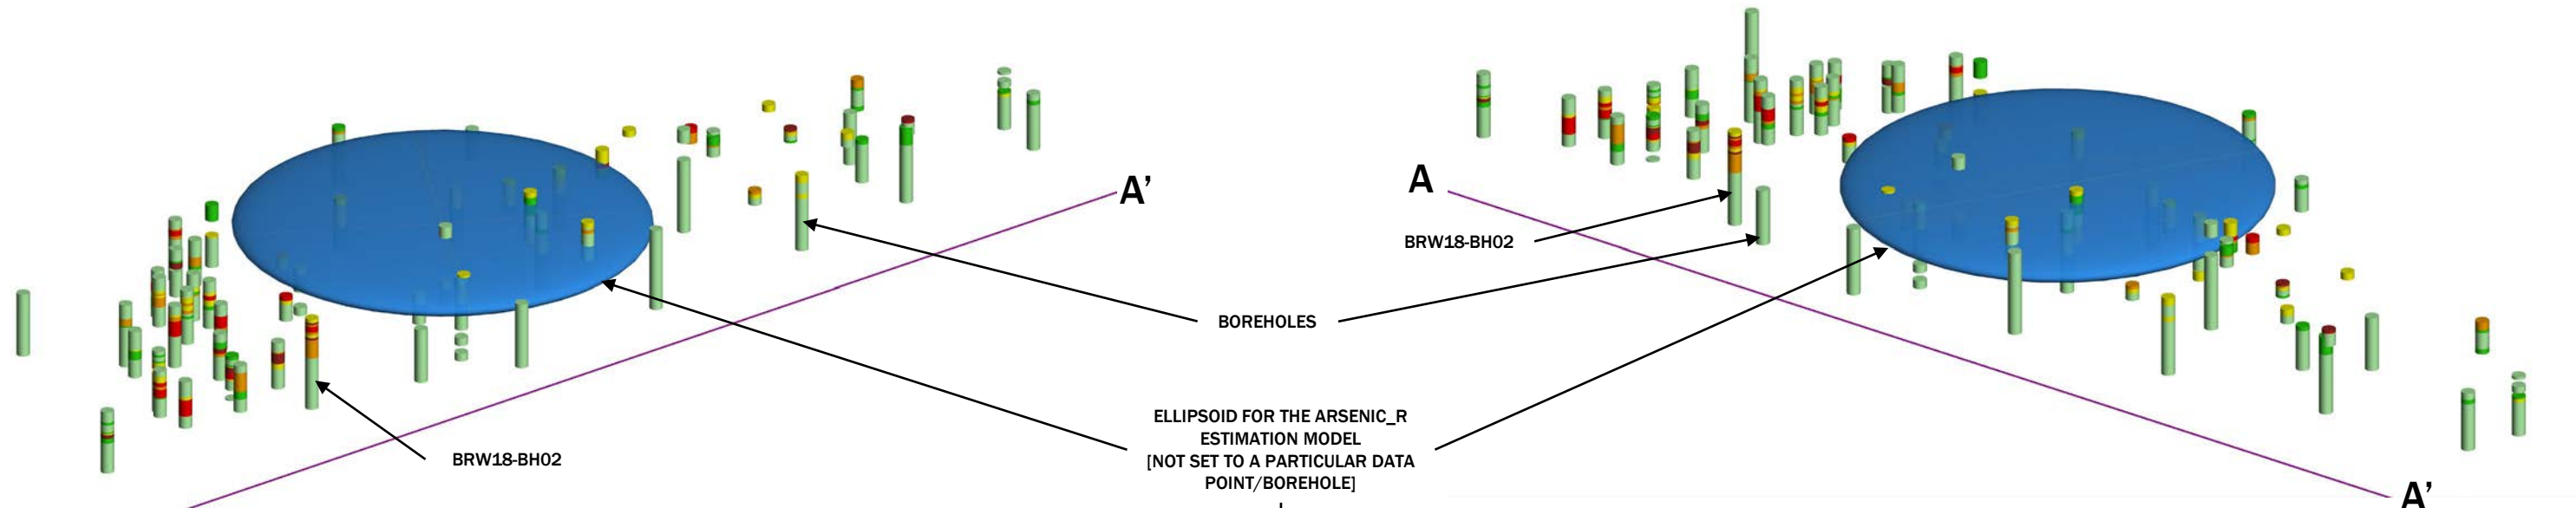 A'
A
BRW18-BH02
BOREHOLES
ELLIPSOID FOR THE ARSENIC_R
ESTIMATION MODEL
[NOT SET TO A PARTICULAR DATA
POINT/BOREHOLE]
BRW18-BH02
A'